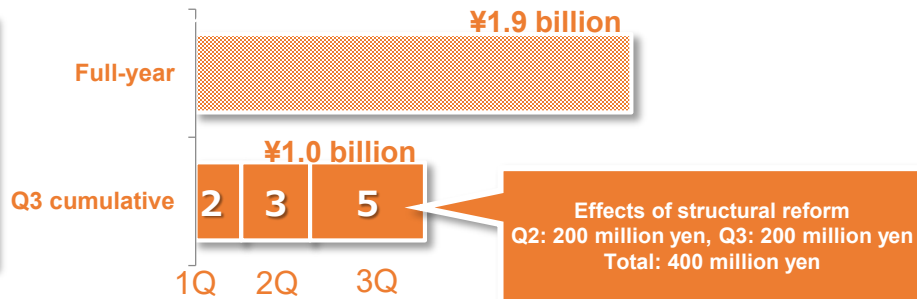 ¥1.9 billion
Full-year
¥1.0 billion
Q3 cumulative
2 3 5
Effects of structural reform
Q2: 200 million yen, Q3: 200 million yen
Total: 400 million yen
1Q 2Q 3Q